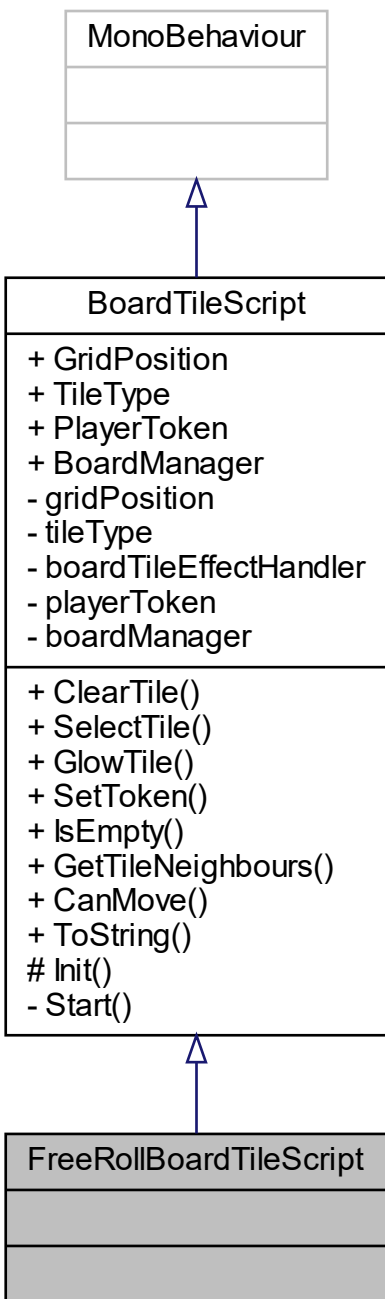 MonoBehaviour
BoardTileScript
+ GridPosition
+ TileType
+ PlayerToken
+ BoardManager
- gridPosition
- tileType
- boardTileEffectHandler
- playerToken
- boardManager
+ ClearTile()
+ SelectTile()
+ GlowTile()
+ SetToken()
+ IsEmpty()
+ GetTileNeighbours()
+ CanMove()
+ ToString()
# Init()
- Start()
FreeRollBoardTileScript